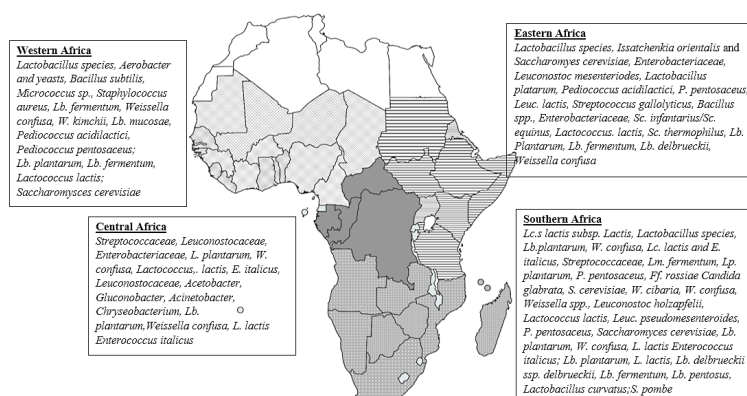 Western Africa
Lactobacillus species, Aerobacter
and yeasts, Bacillus subtilis,
Micrococcus sp., Staphylococcus
aureus, Lb. fermentum, Weissella
confusa, W. kimchii, Lb. mucosae,
Pediococcus acidilactici,
Pediococcus pentosaceus;
Lb. plantarum, Lb. fermentum,
Lactococcus lactis;
Saccharomysces cerevisiae
Eastern Africa
Lactobacillus species, Issatchenkia orientalis and
Saccharomyes cerevisiae, Enterobacteriaceae,
Leuconostoc mesenteriodes, Lactobacillus
platarum, Pediococcus acidilactici, P. pentosaceus,
Leuc. lactis, Streptococcus gallolyticus, Bacillus
spp., Enterobacteriaceae, Sc. infantarius/Sc.
equinus, Lactococcus. lactis, Sc. thermophilus, Lb.
Plantarum, Lb. fermentum, Lb. delbrueckii,
Weissella confusa
Central Africa
Streptococcaceae, Leuconostocaceae,
Enterobacteriaceae, L. plantarum, W.
confusa, Lactococcus,. lactis, E. italicus,
Leuconostocaceae, Acetobacter,
Gluconobacter, Acinetobacter,
Chryseobacterium, Lb.
plantarum,Weissella confusa, L. lactis
Enterococcus italicus
Southern Africa
Lc.s lactis subsp. Lactis, Lactobacillus species,
Lb.plantarum, W. confusa, Lc. lactis and E.
italicus, Streptococcaceae, Lm. fermentum, Lp.
plantarum, P. pentosaceus, Ff. rossiae Candida
glabrata, S. cerevisiae, W. cibaria, W. confusa,
Weissella spp., Leuconostoc holzapfelii,
Lactococcus lactis, Leuc. pseudomesenteroides,
P. pentosaceus, Saccharomyces cerevisiae, Lb.
plantarum, W. confusa, L. lactis Enterococcus
italicus; Lb. plantarum, L. lactis, Lb. delbrueckii
ssp. delbrueckii, Lb. fermentum, Lb. pentosus,
Lactobacillus curvatus;S. pombe